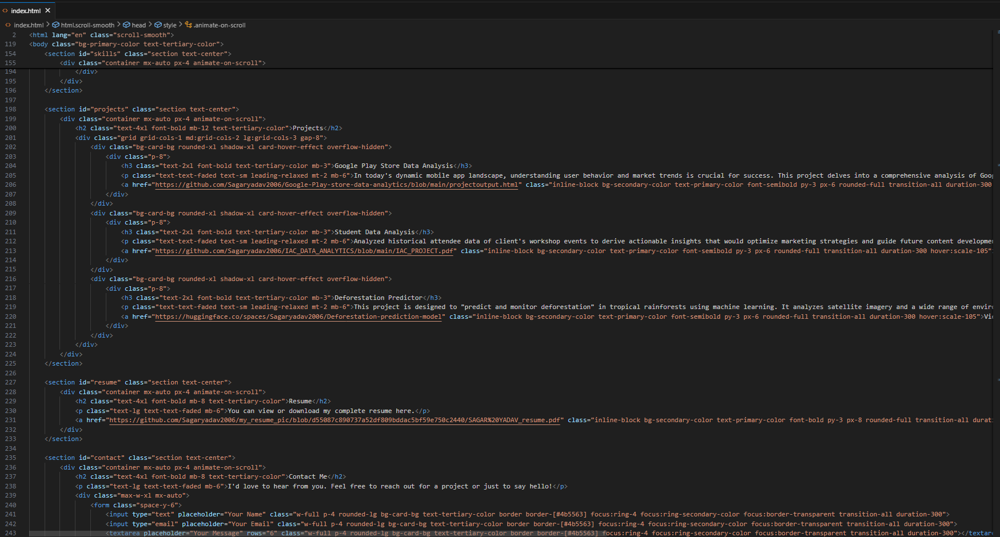 index.html
index.html > html.scroll-smooth > head > style > .animate-on-scroll
2 <html lang="en" class="scroll-smooth">
119 <body class="bg-primary-color text-tertiary-color">
154 <section id="skills" class="section text-center">
155 <div class="container mx-auto px-4 animate-on-scroll">
194 </div>
195 </div>
196 </section>
197
198 <section id="projects" class="section text-center">
199 <div class="container mx-auto px-4 animate-on-scroll">
200 <h2 class="text-4xl font-bold mb-12 text-tertiary-color">Projects</h2>
201 <div class="grid grid-cols-1 md:grid-cols-2 lg:grid-cols-3 gap-8">
202 <div class="bg-card-bg rounded-xl shadow-xl card-hover-effect overflow-hidden">
203 <div class="p-8">
204 <h3 class="text-2xl font-bold text-tertiary-color mb-3">Google Play Store Data Analysis</h3>
205 <p class="text-text-faded text-sm leading-relaxed mt-2 mb-6">In today's dynamic mobile app landscape, understanding user behavior and market trends is crucial for success. This project delves into a comprehensive analysis of Goo
206 <a href="https://github.com/Sagaryadav2006/Google-Play-store-data-analytics/blob/main/projectoutput.html" class="inline-block bg-secondary-color text-primary-color font-semibold py-3 px-6 rounded-full transition-all duration-300
207 </div>
208 </div>
209 <div class="bg-card-bg rounded-xl shadow-xl card-hover-effect overflow-hidden">
210 <div class="p-8">
211 <h3 class="text-2xl font-bold text-tertiary-color mb-3">Student Data Analysis</h3>
212 <p class="text-text-faded text-sm leading-relaxed mt-2 mb-6">Analyzed historical attendee data of client's workshop events to derive actionable insights that would optimize marketing strategies and guide future content developme
213 <a href="https://github.com/Sagaryadav2006/IAC_DATA_ANALYTICS/blob/main/IAC_PROJECT.pdf" class="inline-block bg-secondary-color text-primary-color font-semibold py-3 px-6 rounded-full transition-all duration-300 hover:scale-105"
214 </div>
215 </div>
216 <div class="bg-card-bg rounded-xl shadow-xl card-hover-effect overflow-hidden">
217 <div class="p-8">
218 <h3 class="text-2xl font-bold text-tertiary-color mb-3">Deforestation Predictor</h3>
219 <p class="text-text-faded text-sm leading-relaxed mt-2 mb-6">This project is designed to "predict and monitor deforestation" in tropical rainforests using machine learning. It analyzes satellite imagery and a wide range of envir
220 <a href="https://huggingface.co/spaces/Sagaryadav2006/Deforestation-prediction-model" class="inline-block bg-secondary-color text-primary-color font-semibold py-3 px-6 rounded-full transition-all duration-300 hover:scale-105">Vie
221 </div>
222 </div>
223 </div>
224 </div>
225 </section>
226
227 <section id="resume" class="section text-center">
228 <div class="container mx-auto px-4 animate-on-scroll">
229 <h2 class="text-4xl font-bold mb-8 text-tertiary-color">Resume</h2>
230 <p class="text-lg text-text-faded mb-6">You can view or download my complete resume here.</p>
231 <a href="https://github.com/Sagaryadav2006/my_resume_pic/blob/d55087c890737a52df809bddac5bf59e750c2440/SAGAR%20YADAV_resume.pdf" class="inline-block bg-secondary-color text-primary-color font-bold py-3 px-8 rounded-full transition-all durat
232 </div>
233 </section>
234
235 <section id="contact" class="section text-center">
236 <div class="container mx-auto px-4 animate-on-scroll">
237 <h2 class="text-4xl font-bold mb-8 text-tertiary-color">Contact Me</h2>
238 <p class="text-lg text-text-faded mb-6">I'd love to hear from you. Feel free to reach out for a project or just to say hello!</p>
239 <div class="max-w-xl mx-auto">
240 <form class="space-y-6">
241 <input type="text" placeholder="Your Name" class="w-full p-4 rounded-lg bg-card-bg text-tertiary-color border border-[#4b5563] focus:ring-4 focus:ring-secondary-color focus:border-transparent transition-all duration-300">
242 <input type="email" placeholder="Your Email" class="w-full p-4 rounded-lg bg-card-bg text-tertiary-color border border-[#4b5563] focus:ring-4 focus:ring-secondary-color focus:border-transparent transition-all duration-300">
243 <textarea placeholder="Your Message" rows="6" class="w-full p-4 rounded-lg bg-card-bg text-tertiary-color border border-[#4b5563] focus:ring-4 focus:ring-secondary-color focus:border-transparent transition-all duration-300"></textar